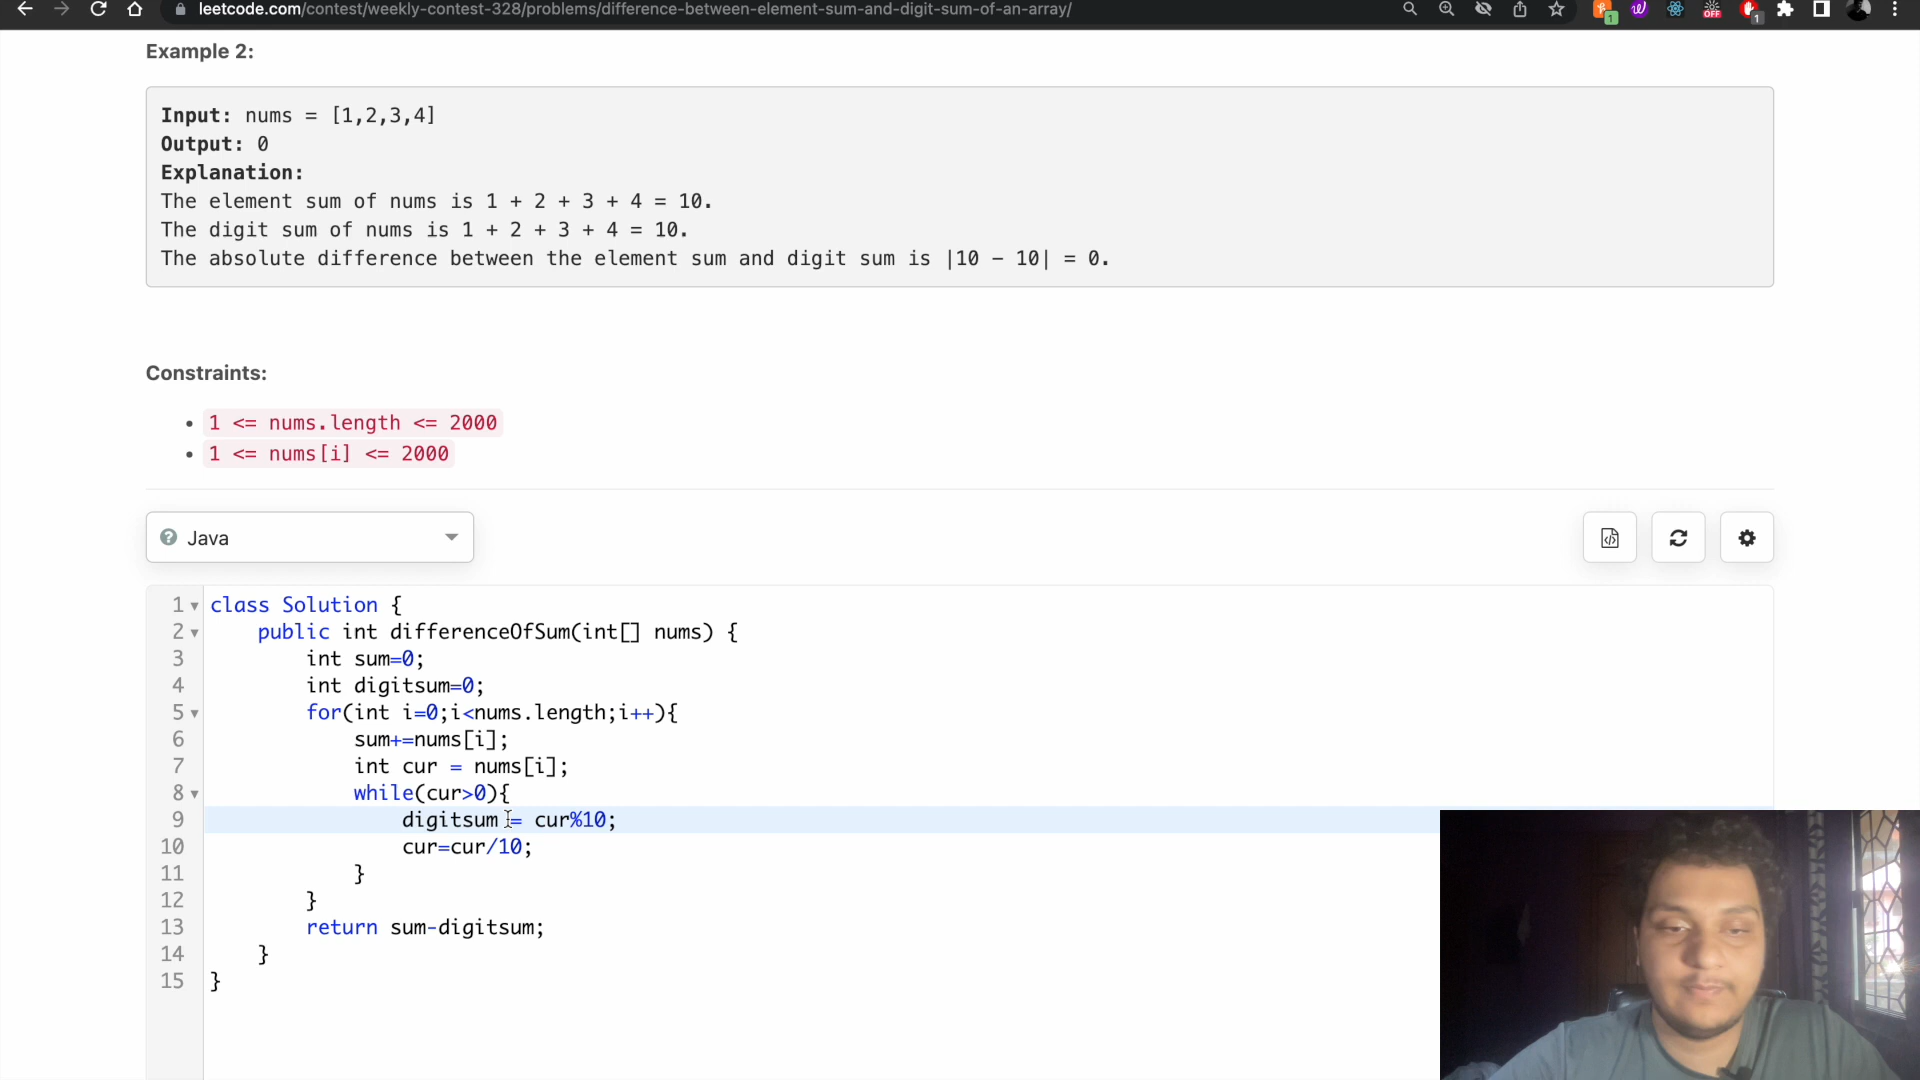 leetcode.com/contest/weekly-contest-328/problems/difference-between-element-sum-and-digit-sum-of-an-array/
1
OFF
1
Example 2:
Input: nums = [1,2,3,4]
Output: 0
Explanation:
The element sum of nums is 1 + 2 + 3 + 4 = 10.
The digit sum of nums is 1 + 2 + 3 + 4 = 10.
The absolute difference between the element sum and digit sum is |10 - 10| = 0.
Constraints:
1 <= nums.length <= 2000
1 <= nums[i] <= 2000
Java
1 class Solution {
2 public int differenceOfSum(int[] nums) {
3 int sum=0;
4 int digitsum=0;
5 for(int i=0;i<nums.length;i++){
6 sum+=nums[i];
7 int cur = nums[i];
8 while(cur>0){
9 digitsum = cur%10;
10 cur=cur/10;
11 }
12 }
13 return sum-digitsum;
14 }
15 }